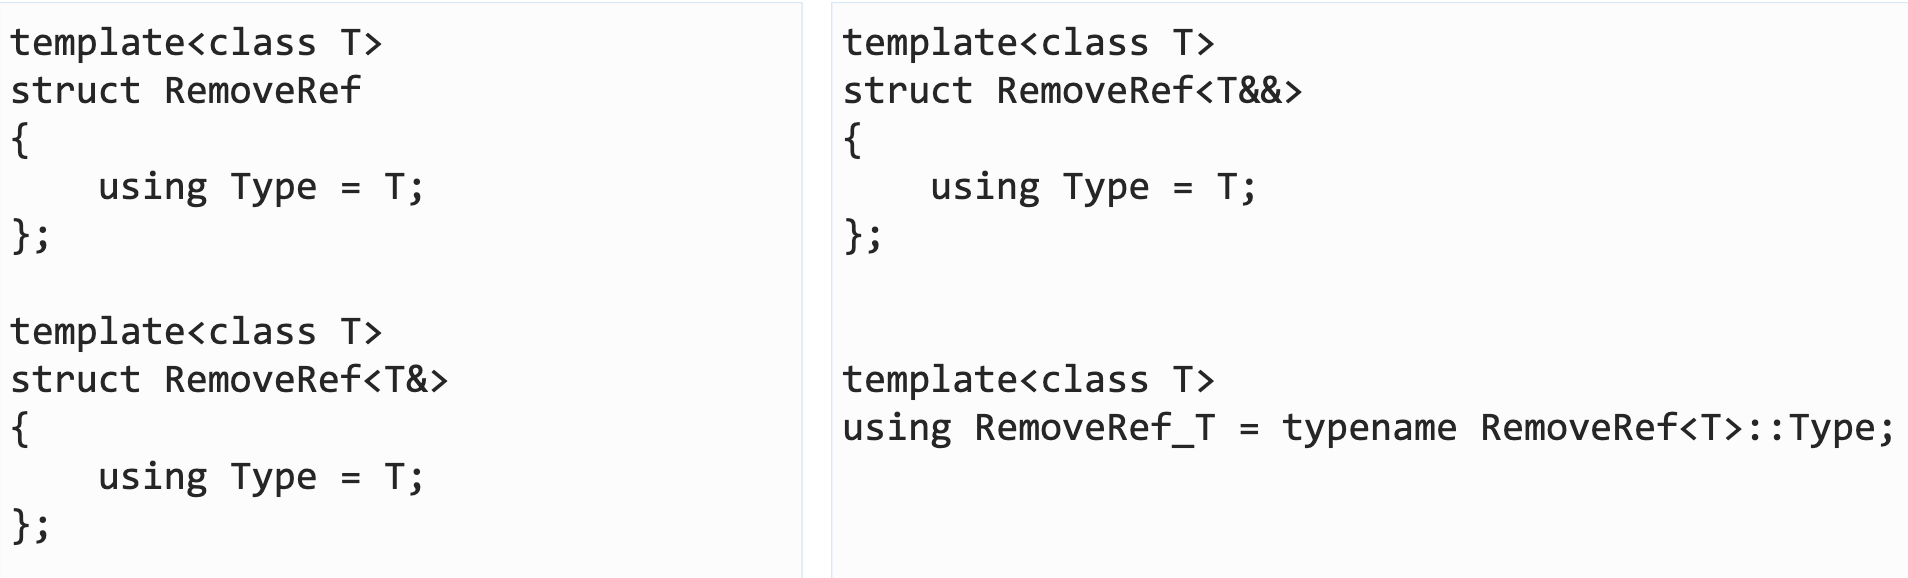 template<class T>
struct RemoveRef
{
    using Type = T;
};
template<class T>
struct RemoveRef<T&>
{
    using Type = T;
};
template<class T>
struct RemoveRef<T&&>
{
    using Type = T;
};
template<class T>
using RemoveRef_T = typename RemoveRef<T>::Type;